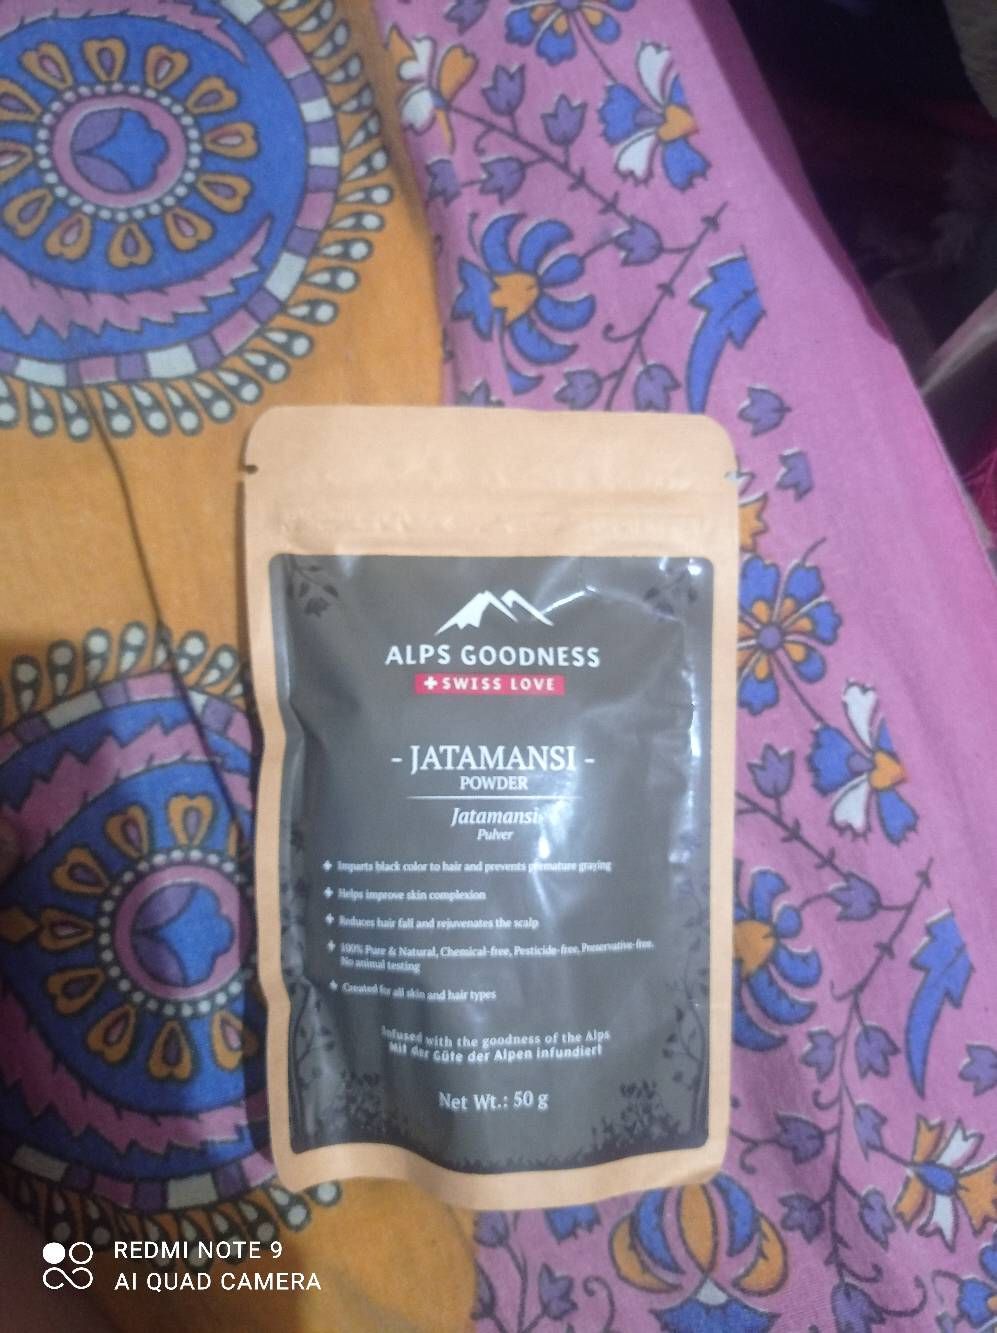 ALPS GOODNESS
SWISS LOVE
- JATAMANSI -
POWDER
Jatamansi
Pulver
Imparts black color to hair and prevents premature graying
Helps improve skin complexion
Reduces hair fall and rejuvenates the scalp
100% Pure & Natural, Chemical-free, Pesticide-free, Preservative-free.
No animal testing
Created for all skin and hair types
Infused with the goodness of the Alps
Mit der Güte der Alpen infundiert
Net Wt.: 50 g
REDMI NOTE 9
AI QUAD CAMERA